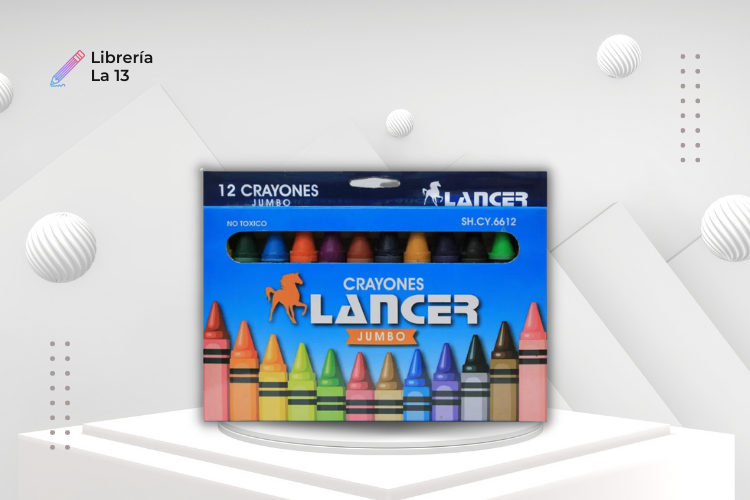 Librería
La 13
12 CRAYONES
JUMBO
LANCER
NO TOXICO
SH.CY.6612
CRAYONES
LANCER
JUMBO